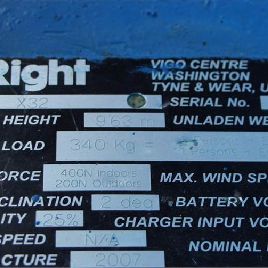 Right VIGO CENTRE
WASHINGTON
TYNE & WEAR, U
X32 SERIAL No.
HEIGHT 9.63 m UNLADEN WE
LOAD 340 Kg =
ORCE 400N Indoors MAX. WIND SP
200N Outdoors
CLINATION 2 deg BATTERY VO
ITY 25% CHARGER INPUT VO
SPEED N/A NOMINAL
CTURE 2007